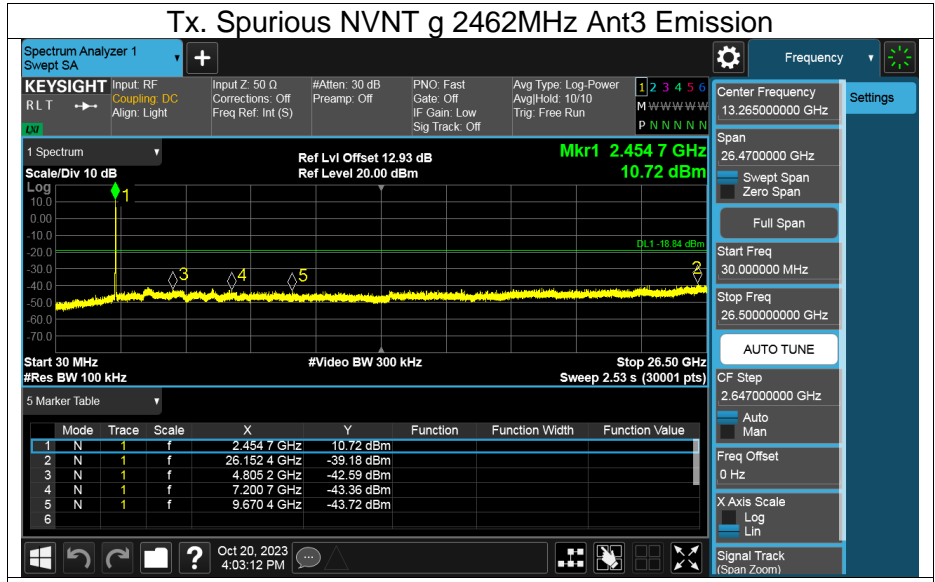 Tx. Spurious NVNT g 2462MHz Ant3 Emission
Spectrum Analyzer 1
Swept SA
+
Frequency
KEYSIGHT
RLT
LXI
Input: RF
Coupling: DC
Align: Light
Input Z: 50 Ω
Corrections: Off
Freq Ref: Int (S)
#Atten: 30 dB
Preamp: Off
PNO: Fast
Gate: Off
IF Gain: Low
Sig Track: Off
Avg Type: Log-Power
Avg|Hold: 10/10
Trig: Free Run
1 2 3 4 5 6
M W W W W W
P N N N N N
1 Spectrum
Scale/Div 10 dB
Ref Lvl Offset 12.93 dB
Ref Level 20.00 dBm
Mkr1 2.454 7 GHz
10.72 dBm
Log
10.0
0.00
-10.0
-20.0
-30.0
-40.0
-50.0
-60.0
-70.0
1
3
4
5
2
DL1 -18.84 dBm
Start 30 MHz
#Video BW 300 kHz
Stop 26.50 GHz
#Res BW 100 kHz
Sweep 2.53 s (30001 pts)
5 Marker Table
Mode Trace Scale X Y Function Function Width Function Value
1 N 1 f 2.454 7 GHz 10.72 dBm
2 N 1 f 26.152 4 GHz -39.18 dBm
3 N 1 f 4.805 2 GHz -42.59 dBm
4 N 1 f 7.200 7 GHz -43.36 dBm
5 N 1 f 9.670 4 GHz -43.72 dBm
6
Center Frequency
13.265000000 GHz
Settings
Span
26.4700000 GHz
Swept Span
Zero Span
Full Span
Start Freq
30.000000 MHz
Stop Freq
26.500000000 GHz
AUTO TUNE
CF Step
2.647000000 GHz
Auto
Man
Freq Offset
0 Hz
X Axis Scale
Log
Lin
Signal Track
(Span Zoom)
?
Oct 20, 2023
4:03:12 PM